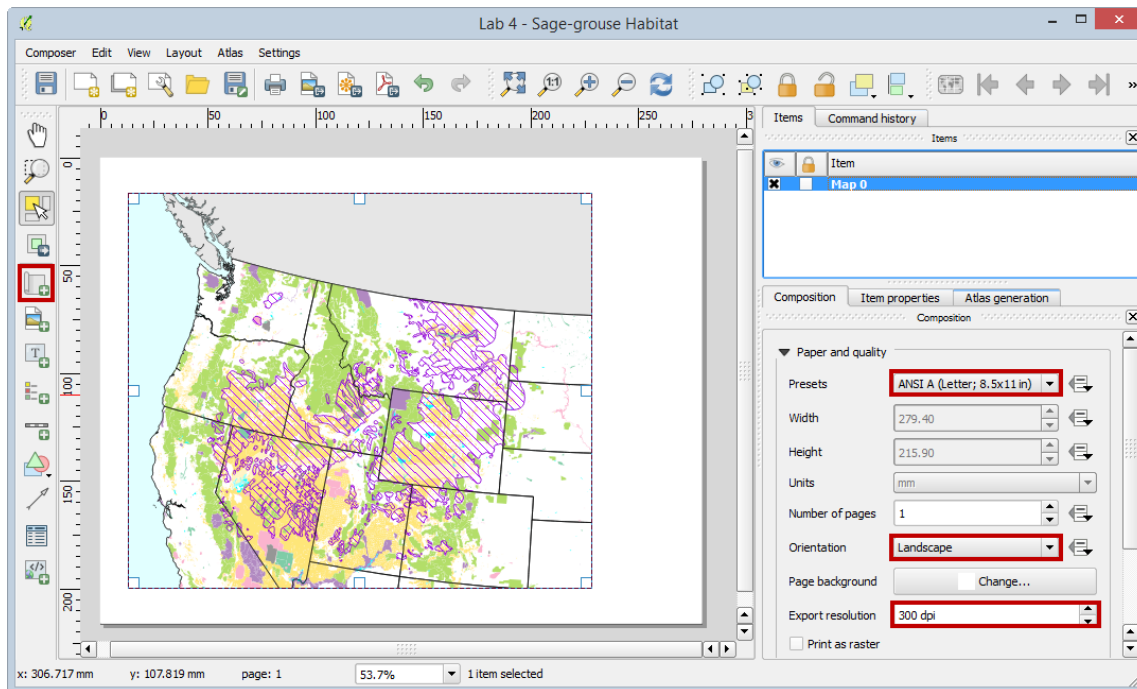 Lab 4 - Sage-grouse Habitat
Composer Edit View Layout Atlas Settings
1:1
»
0 50 100 150 200 250 3
0
50
100
150
200
T
</>
Items Command history
Items
Item
Map 0
Composition Item properties Atlas generation
Composition
Paper and quality
Presets ANSI A (Letter; 8.5x11 in)
Width 279.40
Height 215.90
Units mm
Number of pages 1
Orientation Landscape
Page background Change...
Export resolution 300 dpi
Print as raster
x: 306.717 mm y: 107.819 mm page: 1 53.7% 1 item selected